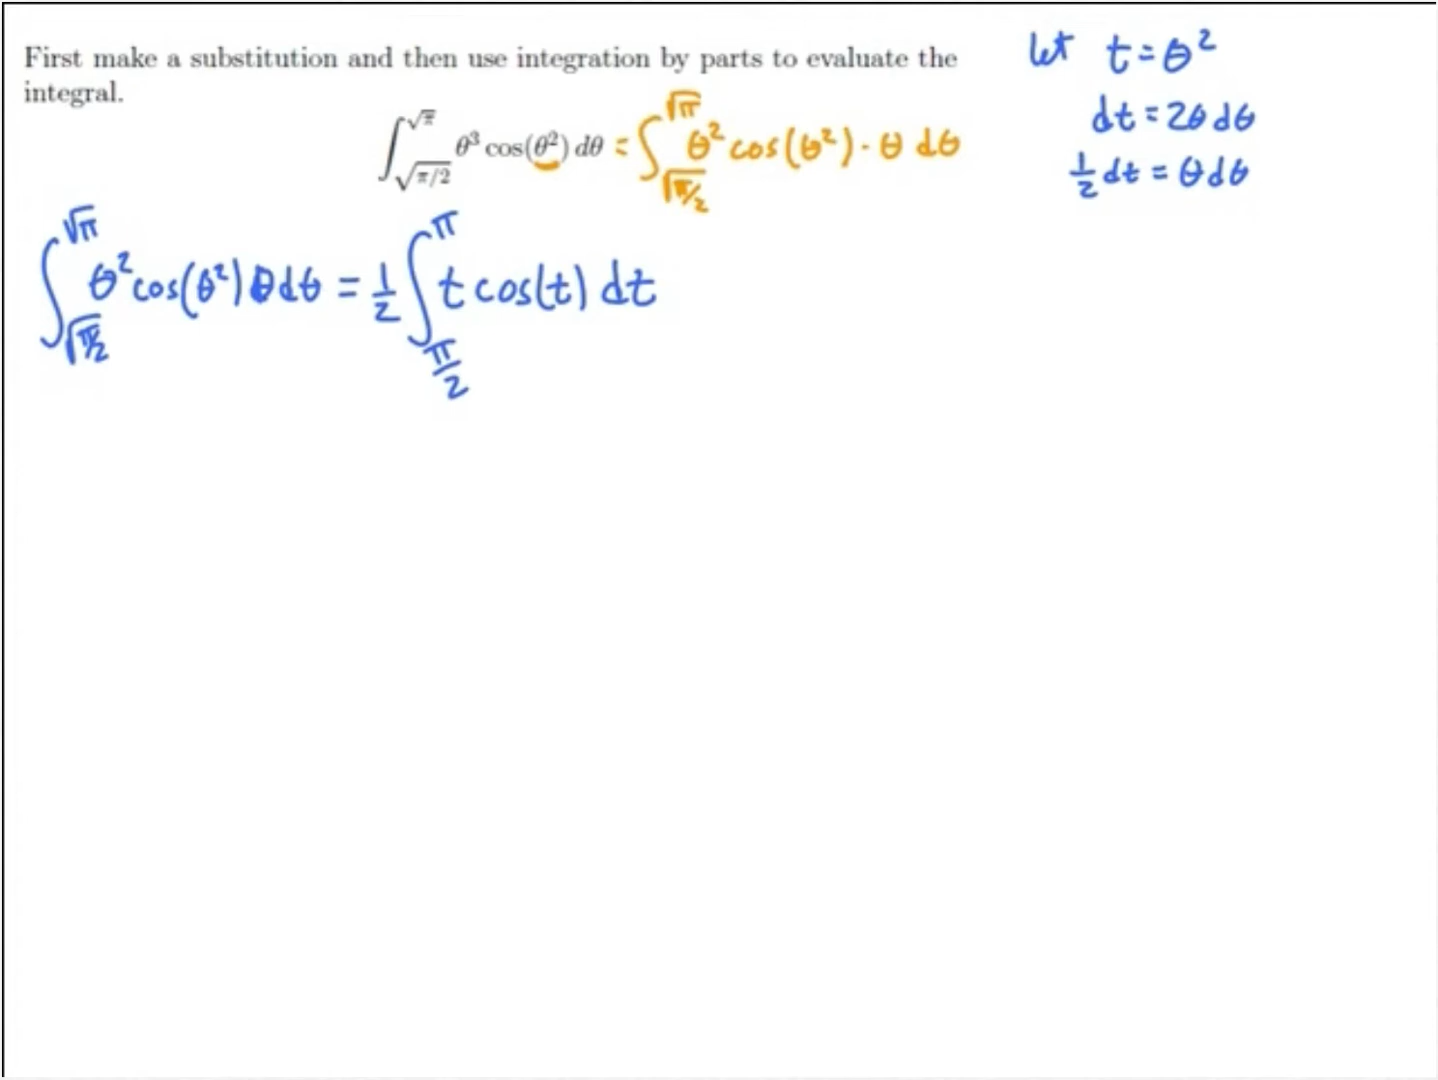 First make a substitution and then use integration by parts to evaluate the
integral.
∫_{√π/2}^{√π} θ³ cos(θ²) dθ = ∫_{√π/2}^{√π} θ² cos(θ²) · θ dθ
let t = θ²
dt = 2θ dθ
½ dt = θ dθ
∫_{√π/2}^{√π} θ² cos(θ²) θ dθ = ½ ∫_{π/2}^{π} t cos(t) dt